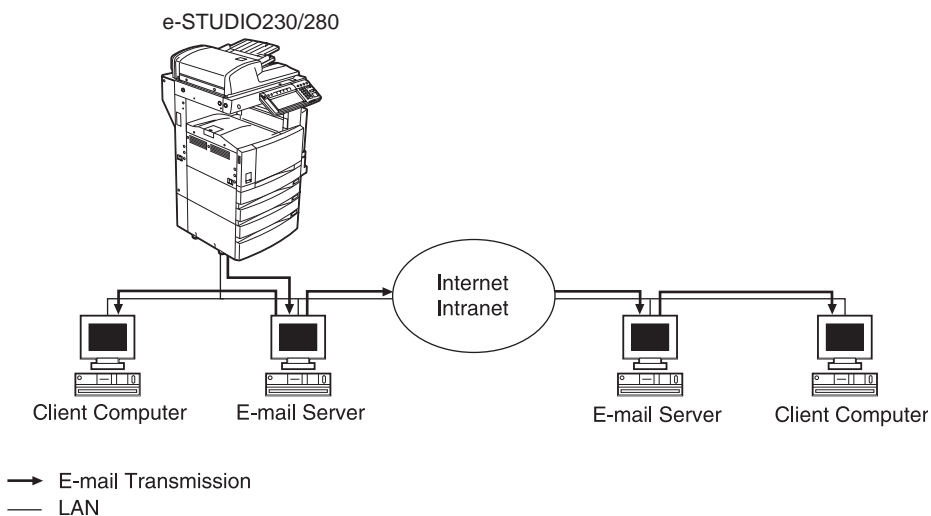 e-STUDIO230/280
Internet
Intranet
Client Computer
E-mail Server
E-mail Server
Client Computer
E-mail Transmission
LAN